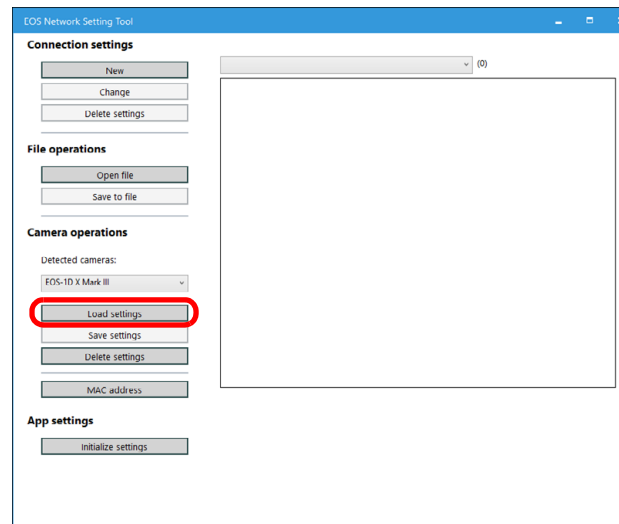 EOS Network Setting Tool
Connection settings
New
Change
Delete settings
(0)
File operations
Open file
Save to file
Camera operations
Detected cameras:
EOS-1D X Mark III
Load settings
Save settings
Delete settings
MAC address
App settings
Initialize settings